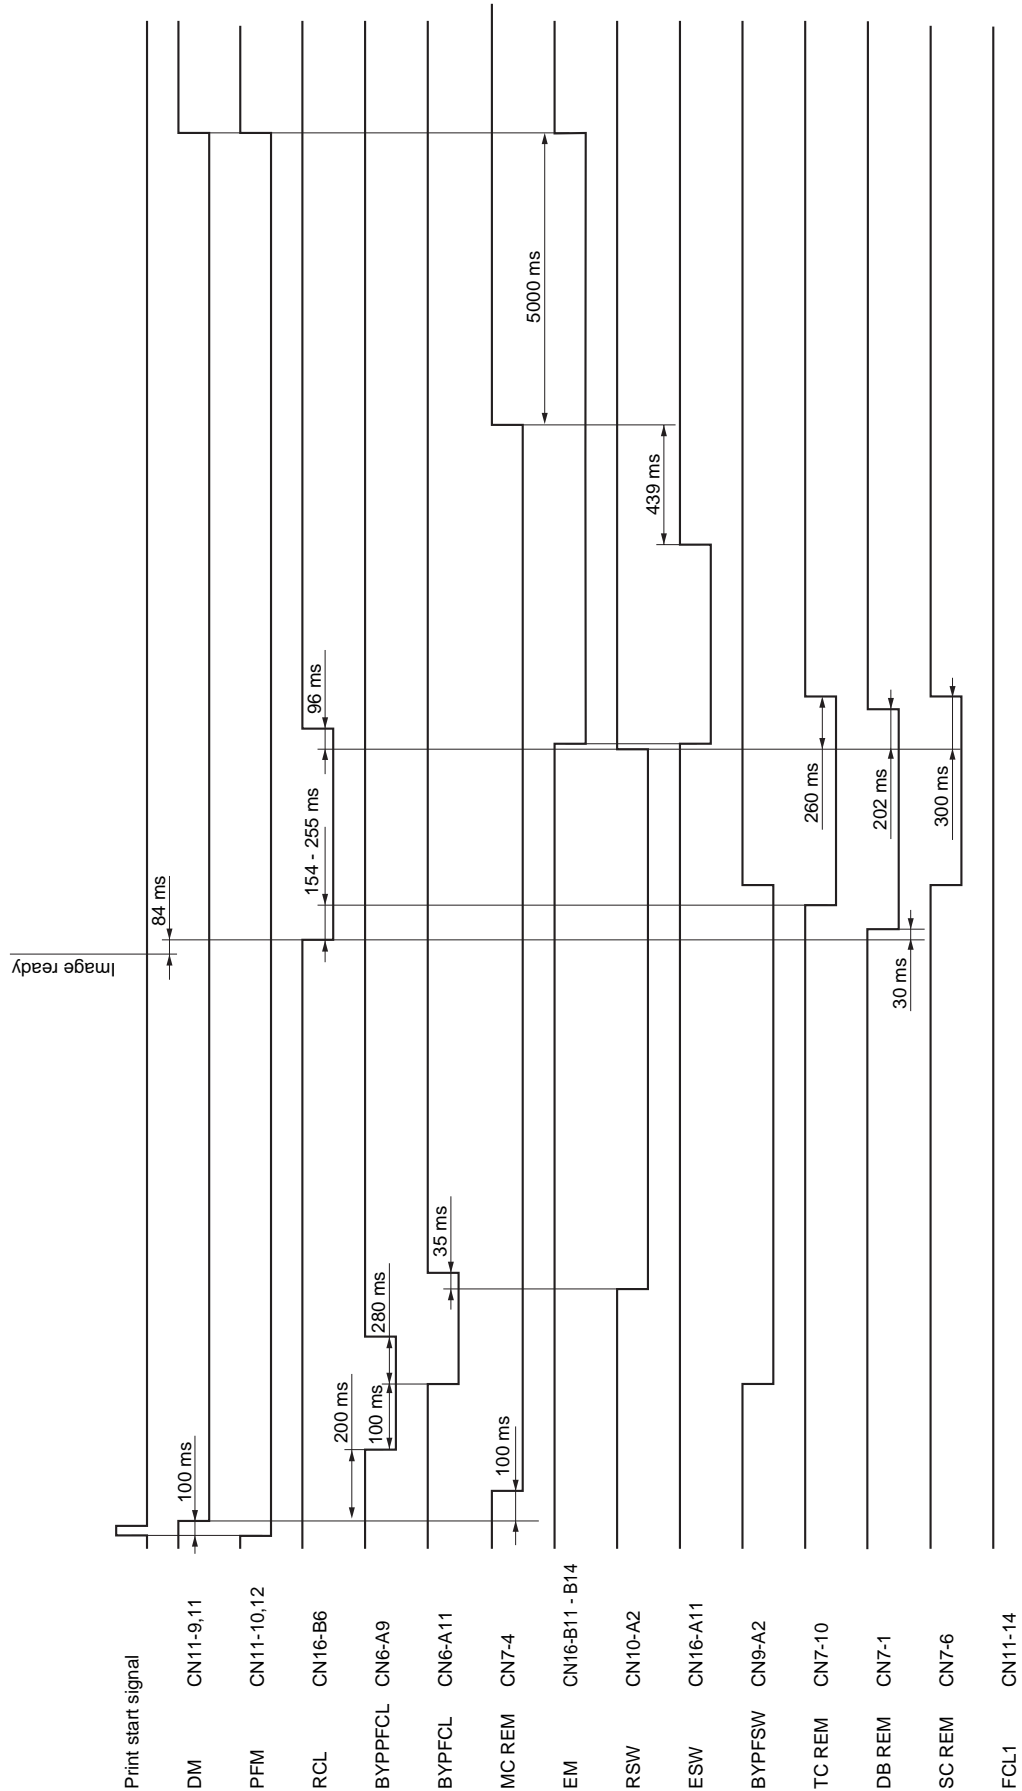 Image ready
Print start signal
84 ms
DM CN11-9,11 100 ms
PFM CN11-10,12
RCL CN16-B6 154 - 255 ms 96 ms
200 ms
BYPPFCL CN6-A9 100 ms 280 ms
BYPFCL CN6-A11 35 ms
MC REM CN7-4 100 ms
5000 ms
EM CN16-B11 - B14
RSW CN10-A2
439 ms
ESW CN16-A11
BYPFSW CN9-A2
TC REM CN7-10 260 ms
DB REM CN7-1 30 ms 202 ms
SC REM CN7-6 300 ms
FCL1 CN11-14